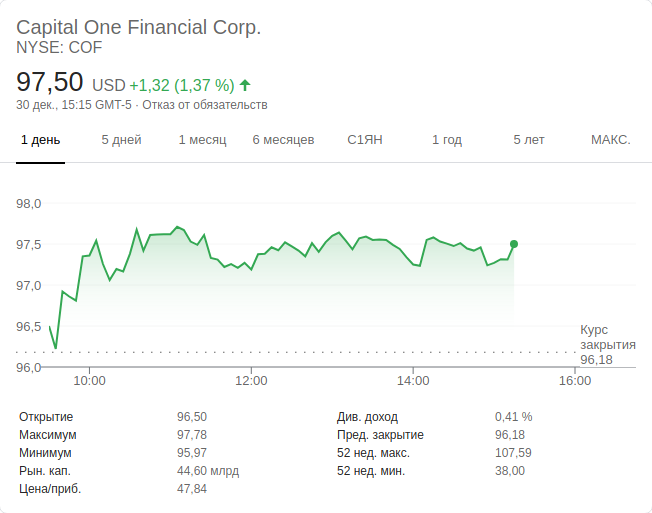 Capital One Financial Corp.
NYSE: COF
97,50 USD +1,32 (1,37 %)
30 дек., 15:15 GMT-5 · Отказ от обязательств
1 день 5 дней 1 месяц 6 месяцев С1ЯН 1 год 5 лет МАКС.
98,0
97,5
97,0
96,5
96,0
Курс
закрытия
96,18
10:00 12:00 14:00 16:00
Открытие 96,50
Максимум 97,78
Минимум 95,97
Рын. кап. 44,60 млрд
Цена/приб. 47,84
Див. доход 0,41 %
Пред. закрытие 96,18
52 нед. макс. 107,59
52 нед. мин. 38,00